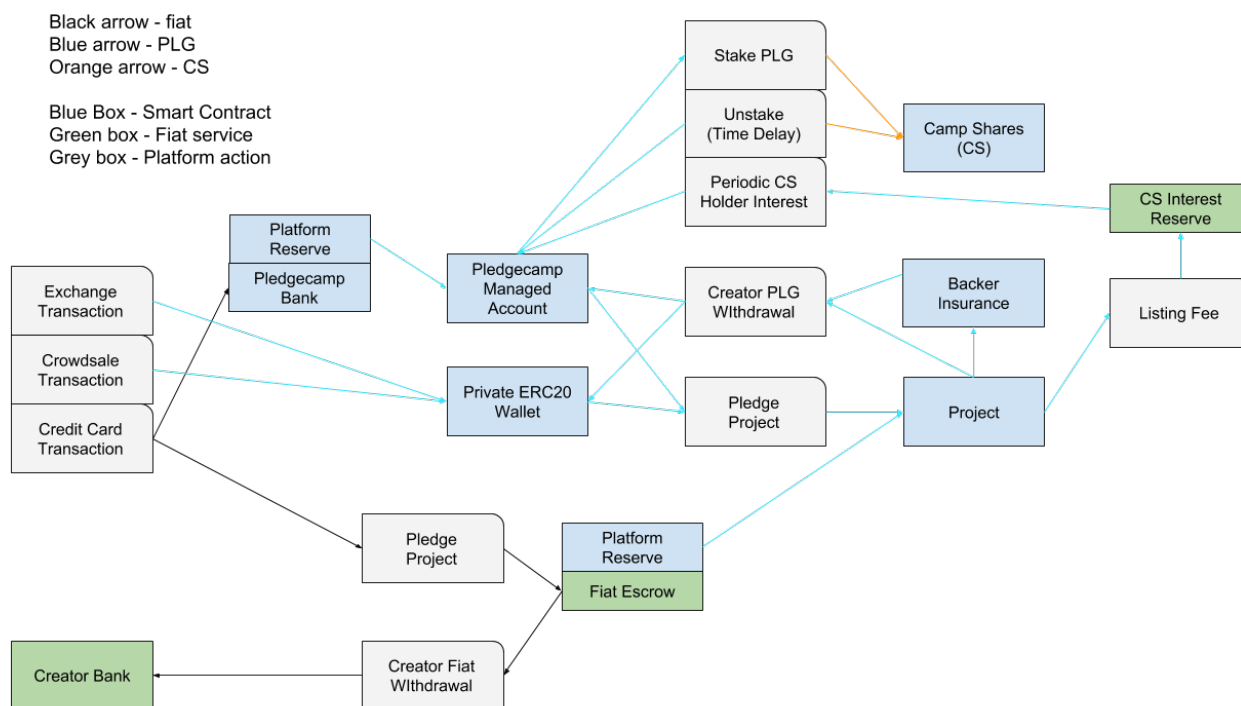 Black arrow - fiat
Blue arrow - PLG
Orange arrow - CS
Blue Box - Smart Contract
Green box - Fiat service
Grey box - Platform action
Stake PLG
Unstake
(Time Delay)
Periodic CS
Holder Interest
Camp Shares
(CS)
CS Interest
Reserve
Platform
Reserve
Pledgecamp
Bank
Exchange
Transaction
Crowdsale
Transaction
Credit Card
Transaction
Pledgecamp
Managed
Account
Private ERC20
Wallet
Creator PLG
WIthdrawal
Pledge
Project
Backer
Insurance
Project
Listing Fee
Pledge
Project
Platform
Reserve
Fiat Escrow
Creator Bank
Creator Fiat
WIthdrawal